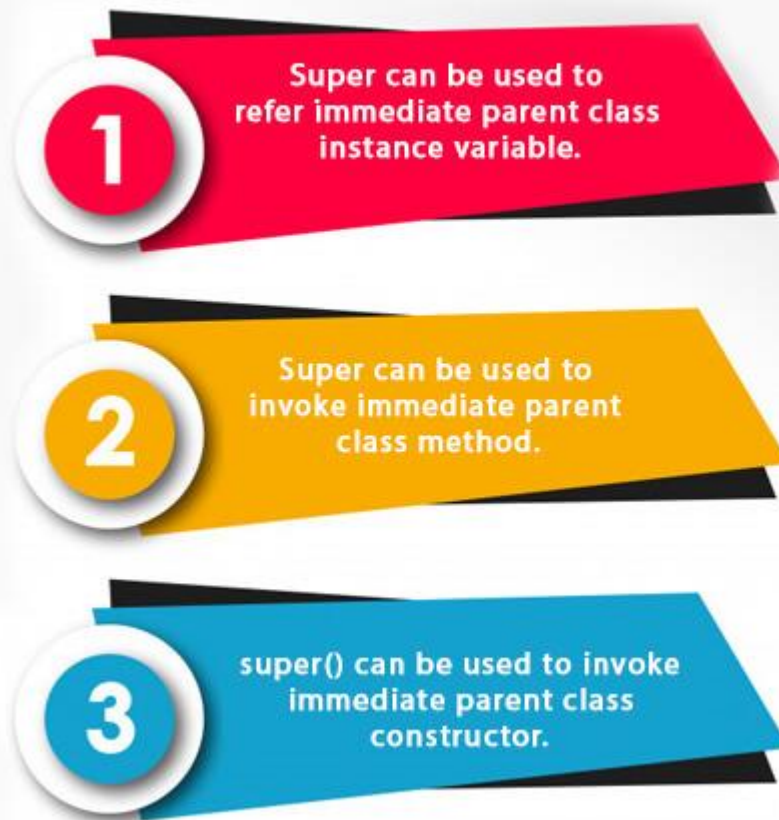 1
Super can be used to
refer immediate parent class
instance variable.
2
Super can be used to
invoke immediate parent
class method.
3
super() can be used to invoke
immediate parent class
constructor.